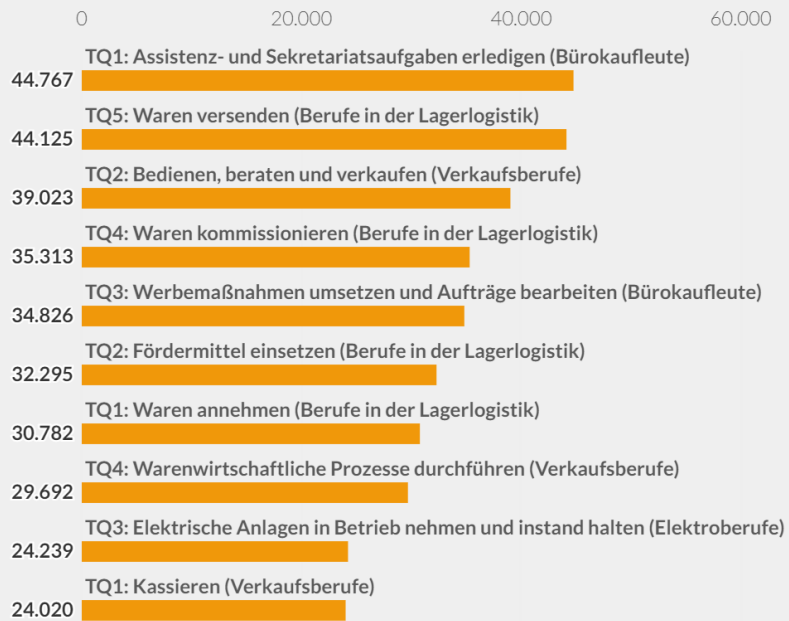 0 20.000 40.000 60.000
TQ1: Assistenz- und Sekretariatsaufgaben erledigen (Bürokaufleute)
44.767
TQ5: Waren versenden (Berufe in der Lagerlogistik)
44.125
TQ2: Bedienen, beraten und verkaufen (Verkaufsberufe)
39.023
TQ4: Waren kommissionieren (Berufe in der Lagerlogistik)
35.313
TQ3: Werbemaßnahmen umsetzen und Aufträge bearbeiten (Bürokaufleute)
34.826
TQ2: Fördermittel einsetzen (Berufe in der Lagerlogistik)
32.295
TQ1: Waren annehmen (Berufe in der Lagerlogistik)
30.782
TQ4: Warenwirtschaftliche Prozesse durchführen (Verkaufsberufe)
29.692
TQ3: Elektrische Anlagen in Betrieb nehmen und instand halten (Elektroberufe)
24.239
TQ1: Kassieren (Verkaufsberufe)
24.020